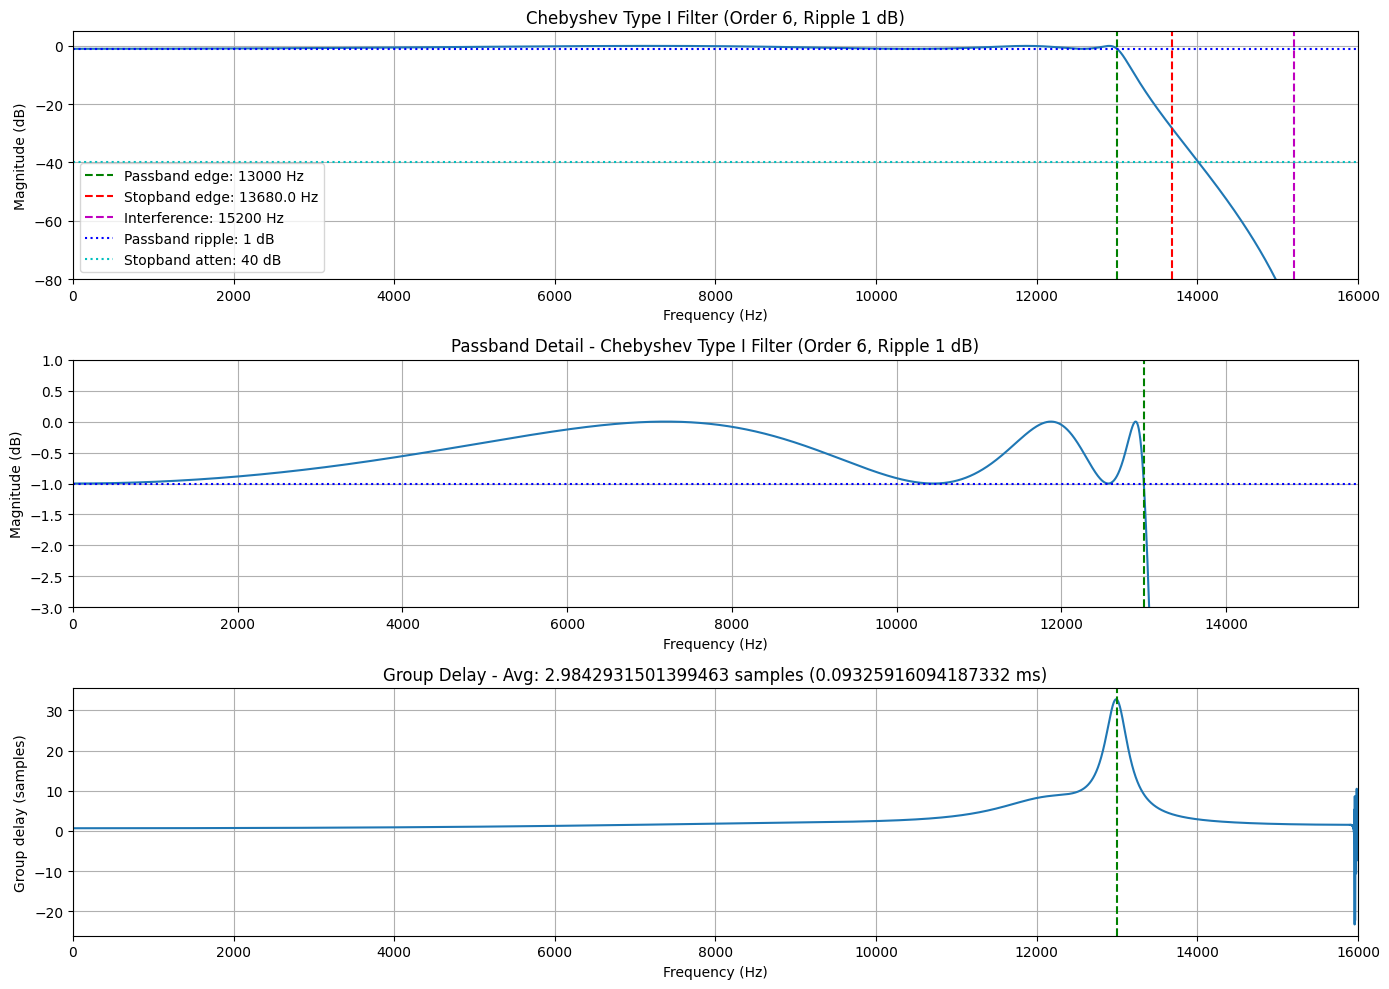 Chebyshev Type I Filter (Order 6, Ripple 1 dB)
Magnitude (dB)
0
−20
−40
−60
−80
Passband edge: 13000 Hz
Stopband edge: 13680.0 Hz
Interference: 15200 Hz
Passband ripple: 1 dB
Stopband atten: 40 dB
0 2000 4000 6000 8000 10000 12000 14000 16000
Frequency (Hz)
Passband Detail - Chebyshev Type I Filter (Order 6, Ripple 1 dB)
Magnitude (dB)
1.0
0.5
0.0
−0.5
−1.0
−1.5
−2.0
−2.5
−3.0
0 2000 4000 6000 8000 10000 12000 14000
Frequency (Hz)
Group Delay - Avg: 2.9842931501399463 samples (0.09325916094187332 ms)
Group delay (samples)
30
20
10
0
−10
−20
0 2000 4000 6000 8000 10000 12000 14000 16000
Frequency (Hz)